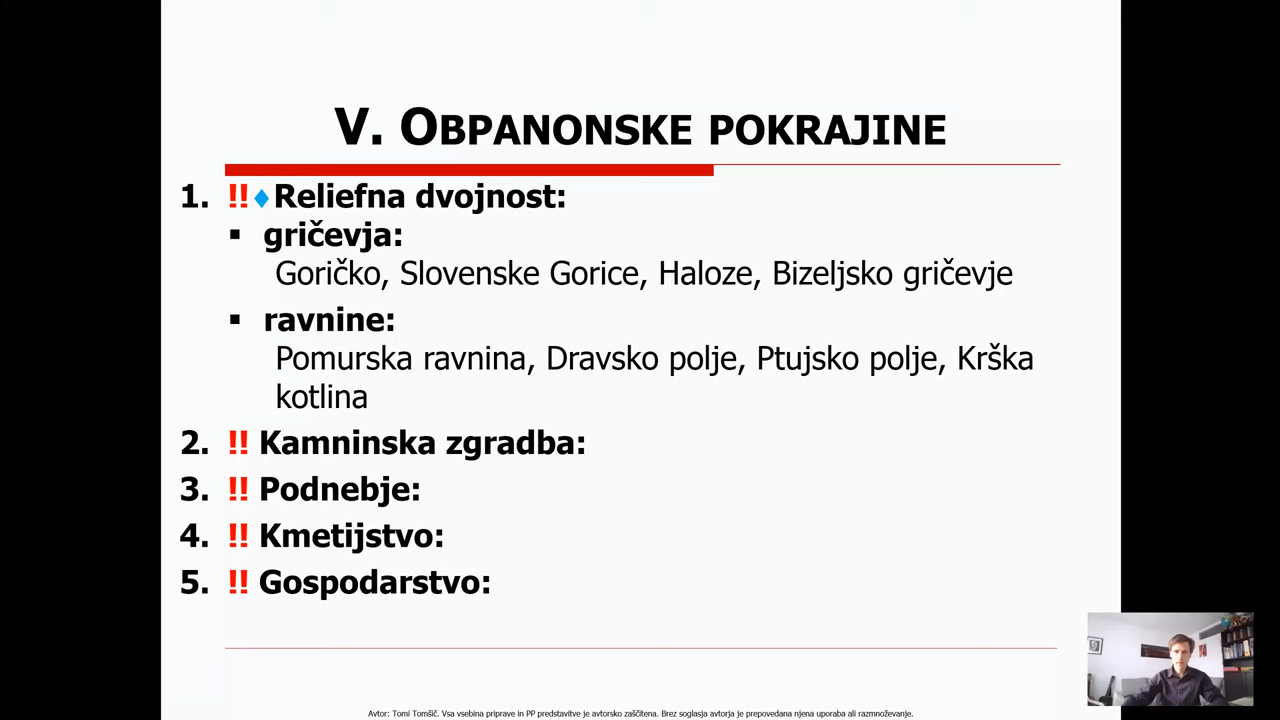 V. OBPANONSKE POKRAJINE
1. !!♦Reliefna dvojnost:
▪ gričevja:
Goričko, Slovenske Gorice, Haloze, Bizeljsko gričevje
▪ ravnine:
Pomurska ravnina, Dravsko polje, Ptujsko polje, Krška
kotlina
2. !! Kamninska zgradba:
3. !! Podnebje:
4. !! Kmetijstvo:
5. !! Gospodarstvo:
Avtor: Tomi Tomšič. Vsa vsebina priprave in PP predstavitve je avtorsko zaščitena. Brez soglasja avtorja je prepovedana njena uporaba ali razmnoževanje.